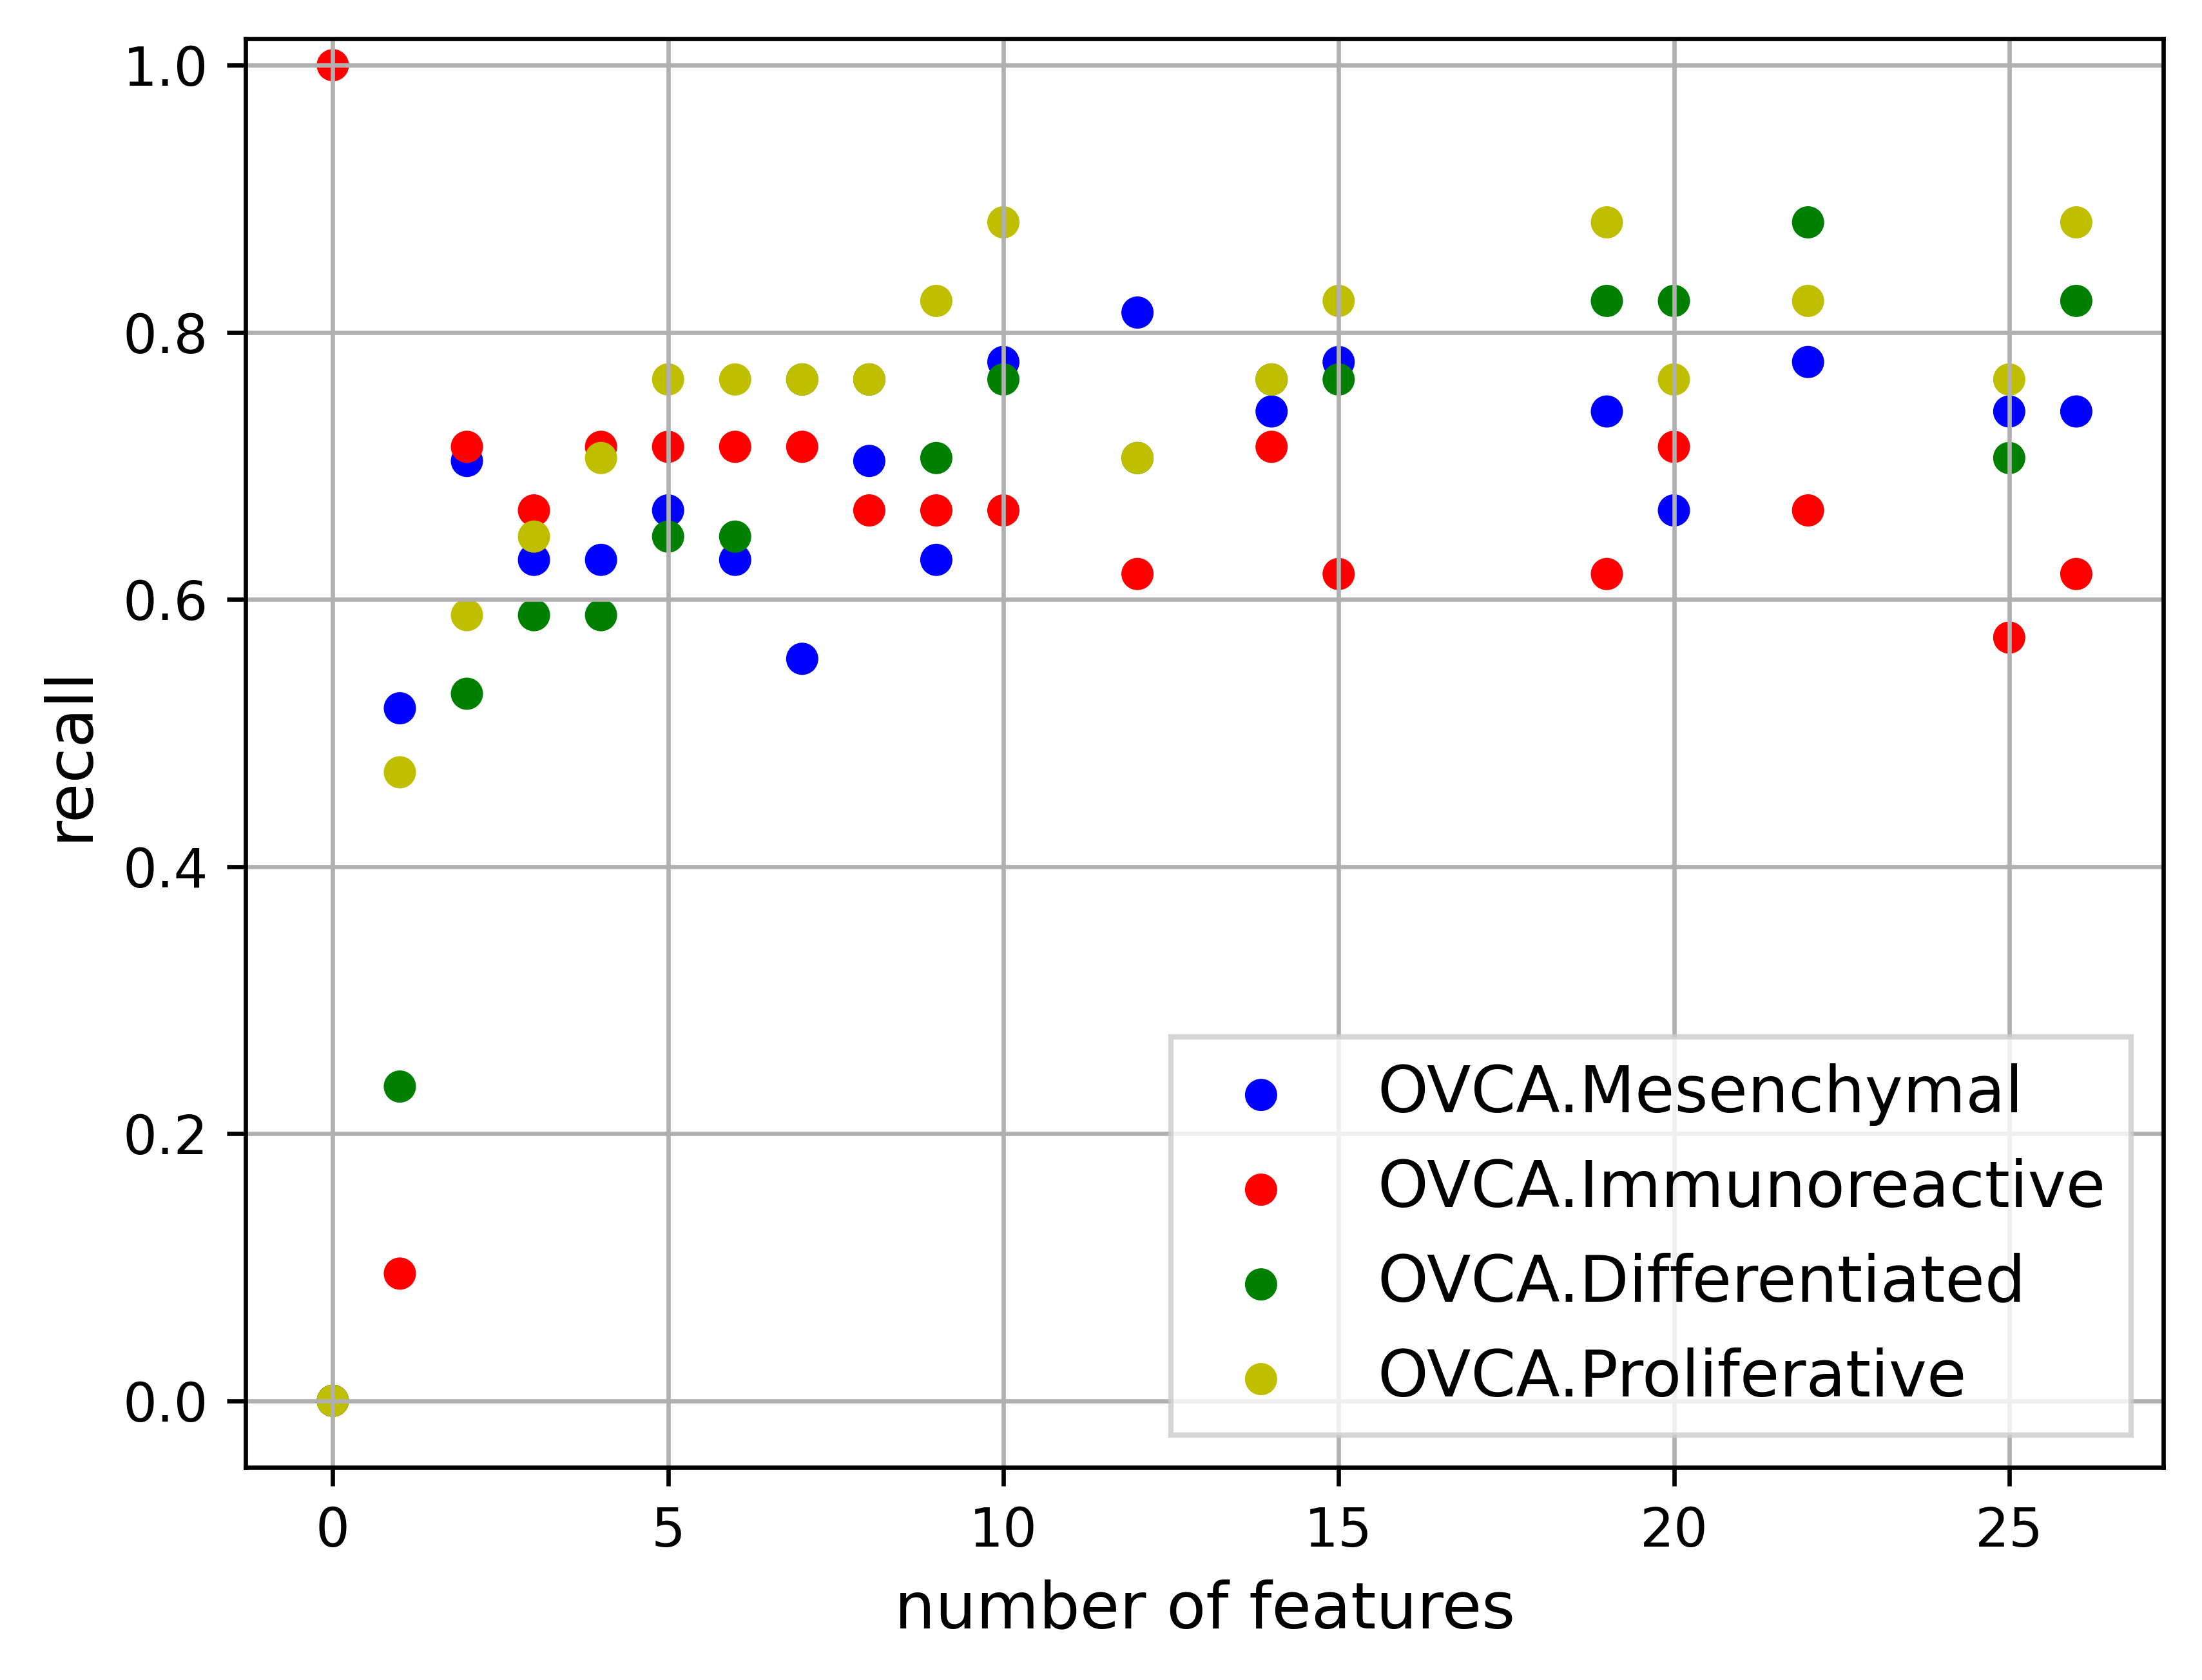 1.0
0.8
0.6
0.4
0.2
0.0
recall
OVCA.Mesenchymal
OVCA.Immunoreactive
OVCA.Differentiated
OVCA.Proliferative
0 5 10 15 20 25
number of features